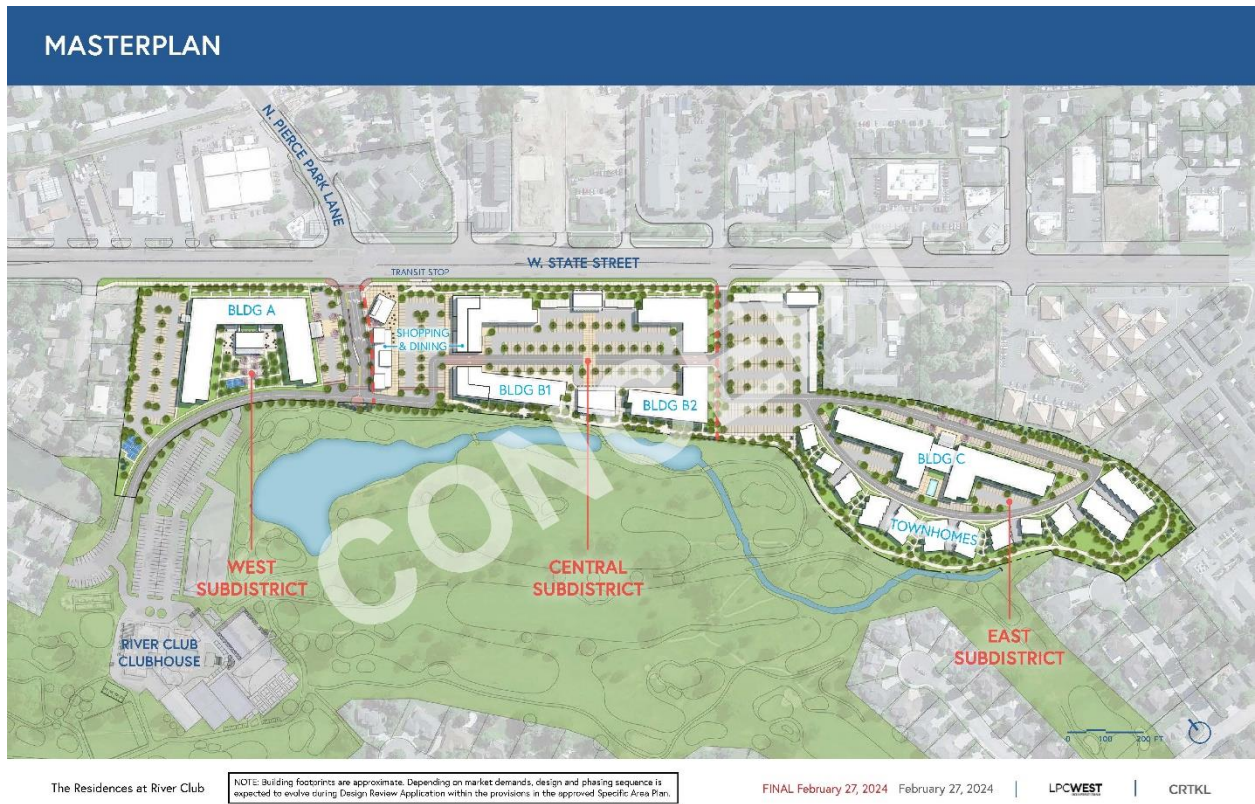 MASTERPLAN
N. PIERCE PARK LANE
W. STATE STREET
TRANSIT STOP
BLDG A
SHOPPING
& DINING
BLDG B1
BLDG B2
BLDG C
TOWNHOMES
CONCEPT
WEST
SUBDISTRICT
CENTRAL
SUBDISTRICT
EAST
SUBDISTRICT
RIVER CLUB
CLUBHOUSE
0 100 200 FT
The Residences at River Club
NOTE: Building footprints are approximate. Depending on market demands, design and phasing sequence is
expected to evolve during Design Review Application within the provisions in the approved Specific Area Plan.
FINAL February 27, 2024 February 27, 2024
LPCWEST
CRTKL